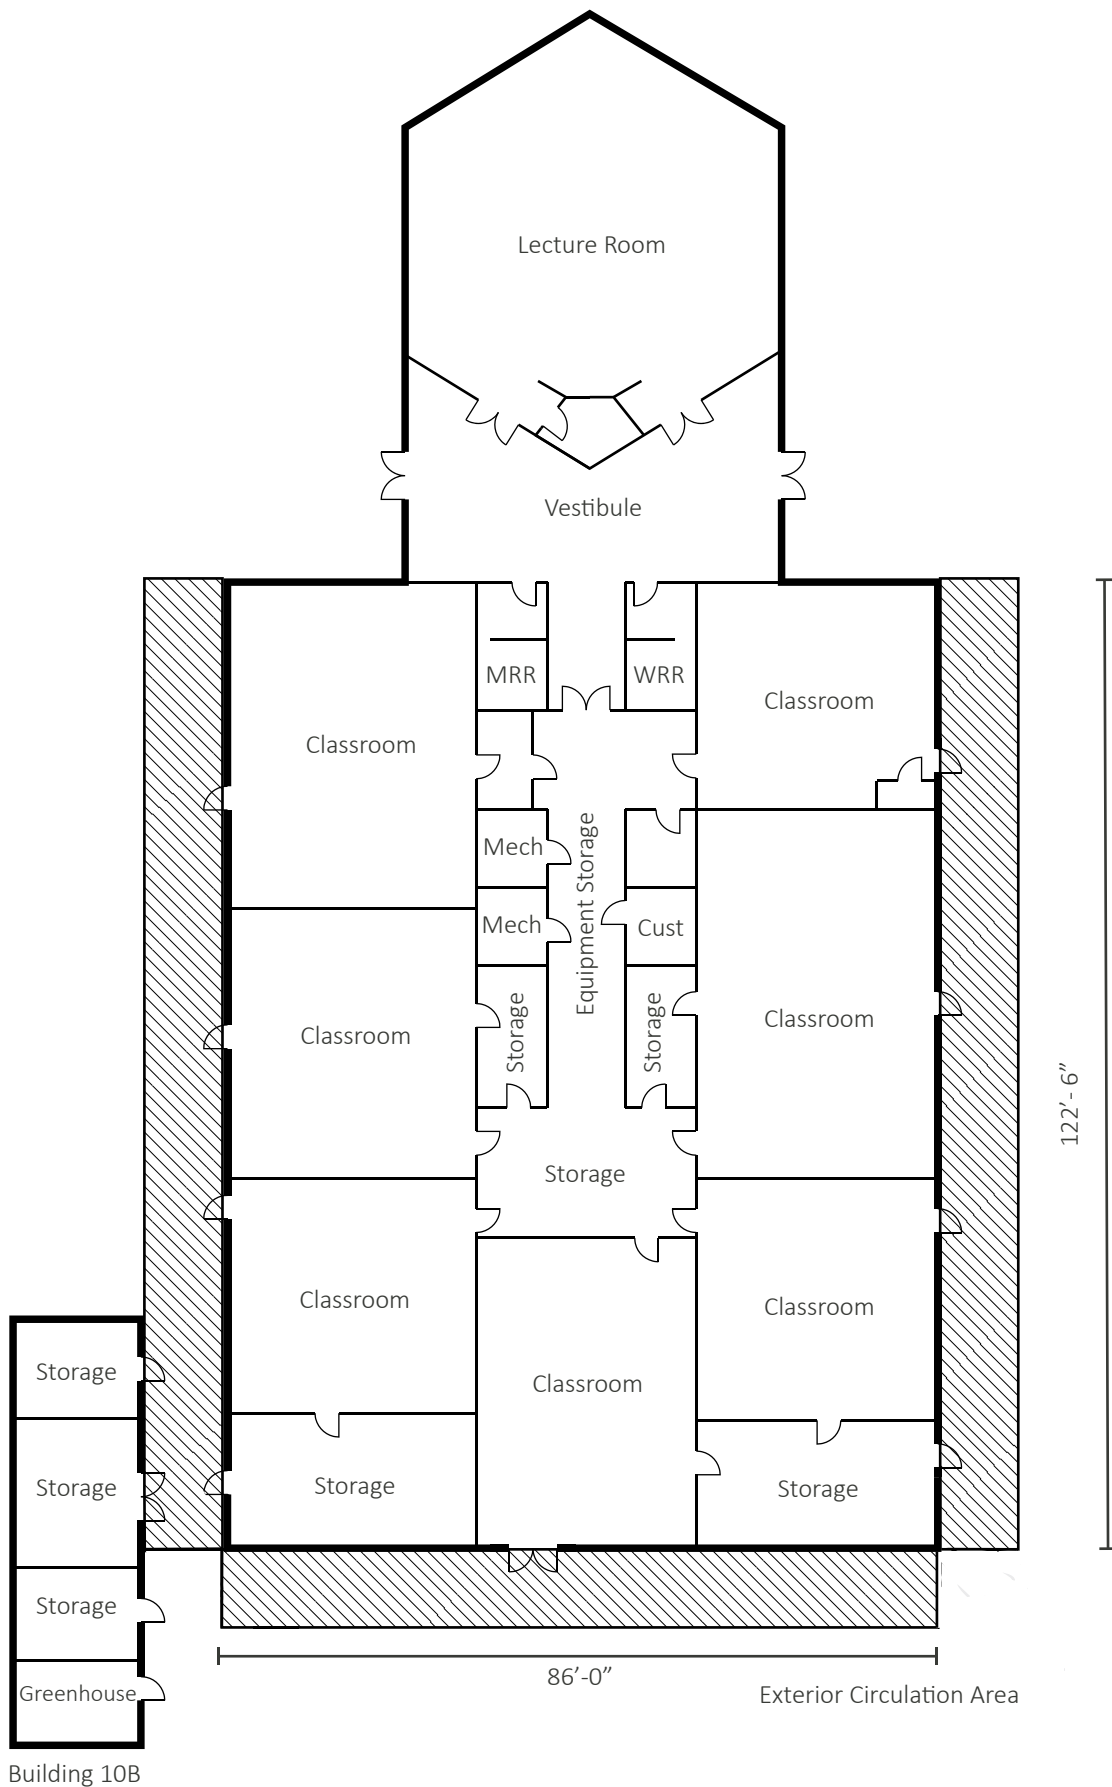 Lecture Room
Vestibule
MRR
WRR
Classroom
Classroom
Mech
Equipment Storage
Mech
Cust
Classroom
Storage
Storage
Classroom
122’- 6”
Storage
Classroom
Classroom
Storage
Classroom
Storage
Storage
Storage
Storage
86’-0”
Greenhouse
Exterior Circulation Area
Building 10B